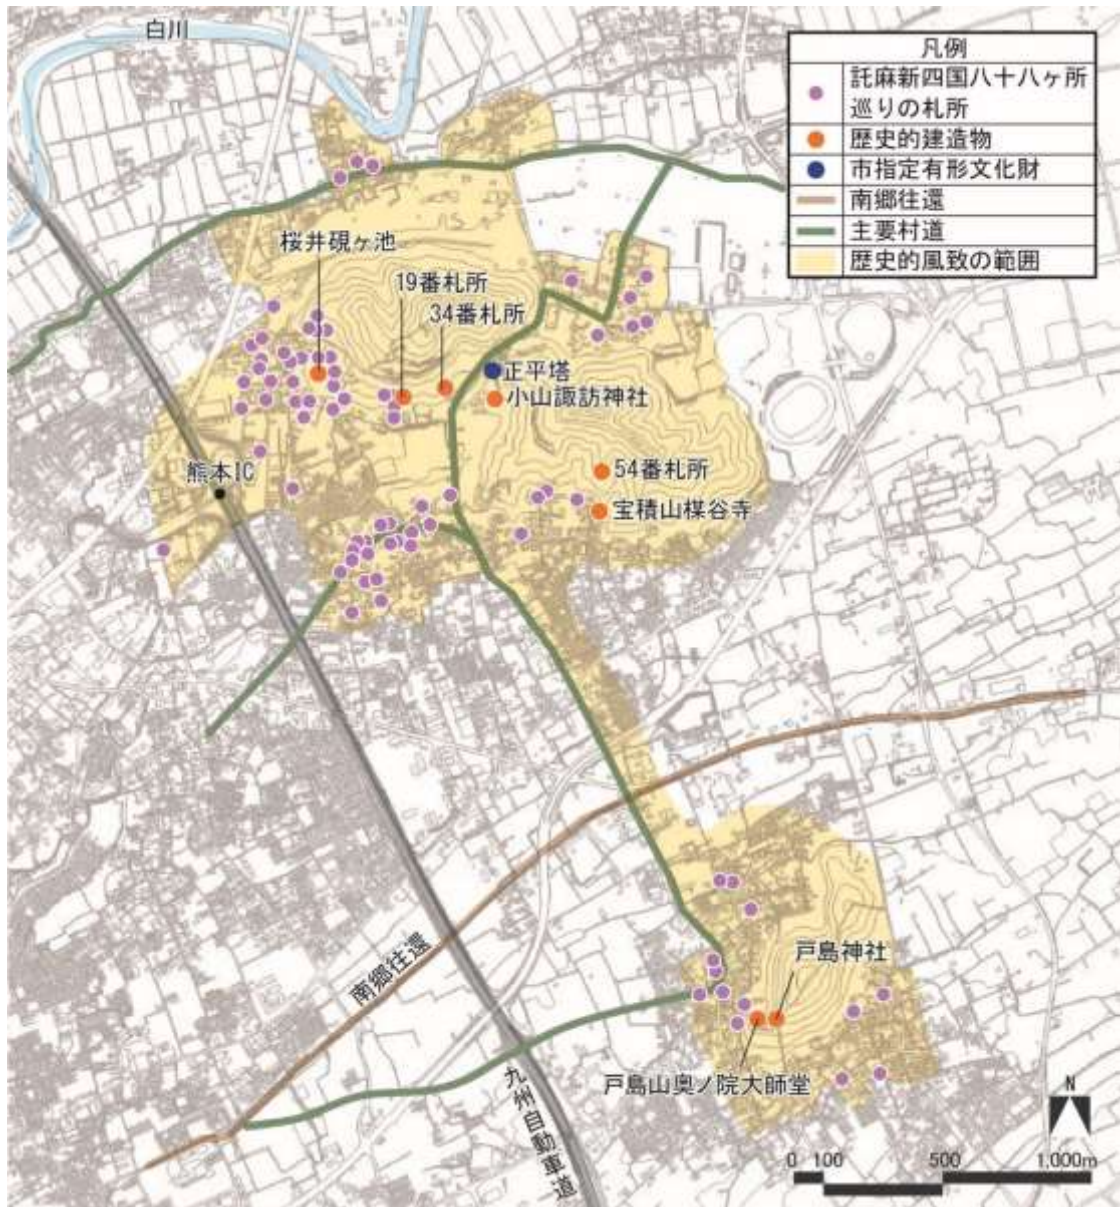 白川
凡例
託麻新四国八十八ヶ所
巡りの札所
歴史的建造物
市指定有形文化財
南郷往還
主要村道
歴史的風致の範囲
桜井硯ヶ池
19番札所
34番札所
正平塔
小山諏訪神社
54番札所
熊本IC
宝積山楳谷寺
南郷往還
戸島神社
戸島山奥ノ院大師堂
九州自動車道
N
0 100 500 1,000m